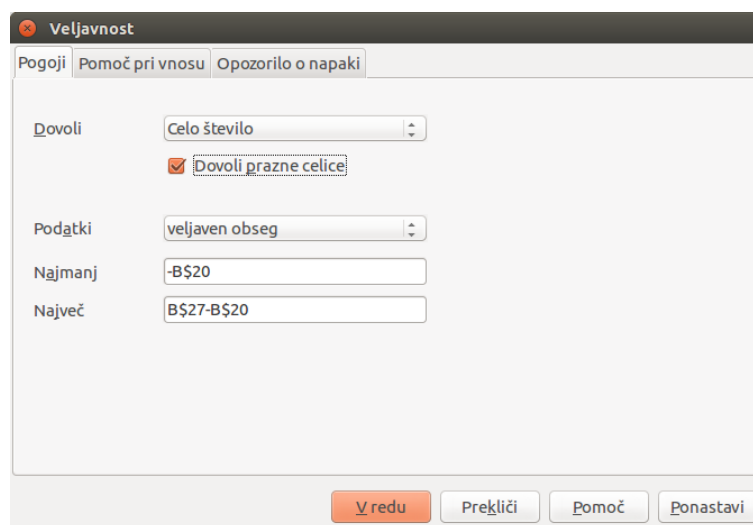 Veljavnost
Pogoji Pomoč pri vnosu Opozorilo o napaki
Dovoli Celo število
Dovoli prazne celice
Podatki veljaven obseg
Najmanj -B$20
Največ B$27-B$20
V redu Prekliči Pomoč Ponastavi